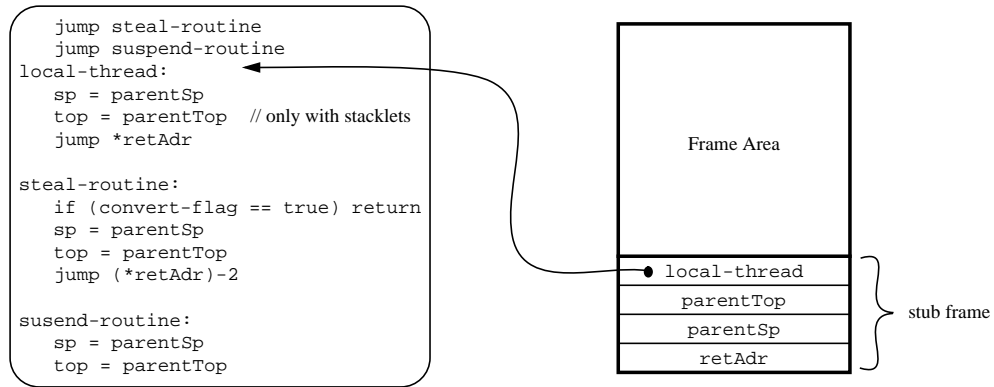 jump steal-routine
jump suspend-routine
local-thread:
sp = parentSp
top = parentTop // only with stacklets
jump *retAdr
steal-routine:
if (convert-flag == true) return
sp = parentSp
top = parentTop
jump (*retAdr)-2
susend-routine:
sp = parentSp
top = parentTop
Frame Area
local-thread
parentTop
parentSp
retAdr
stub frame